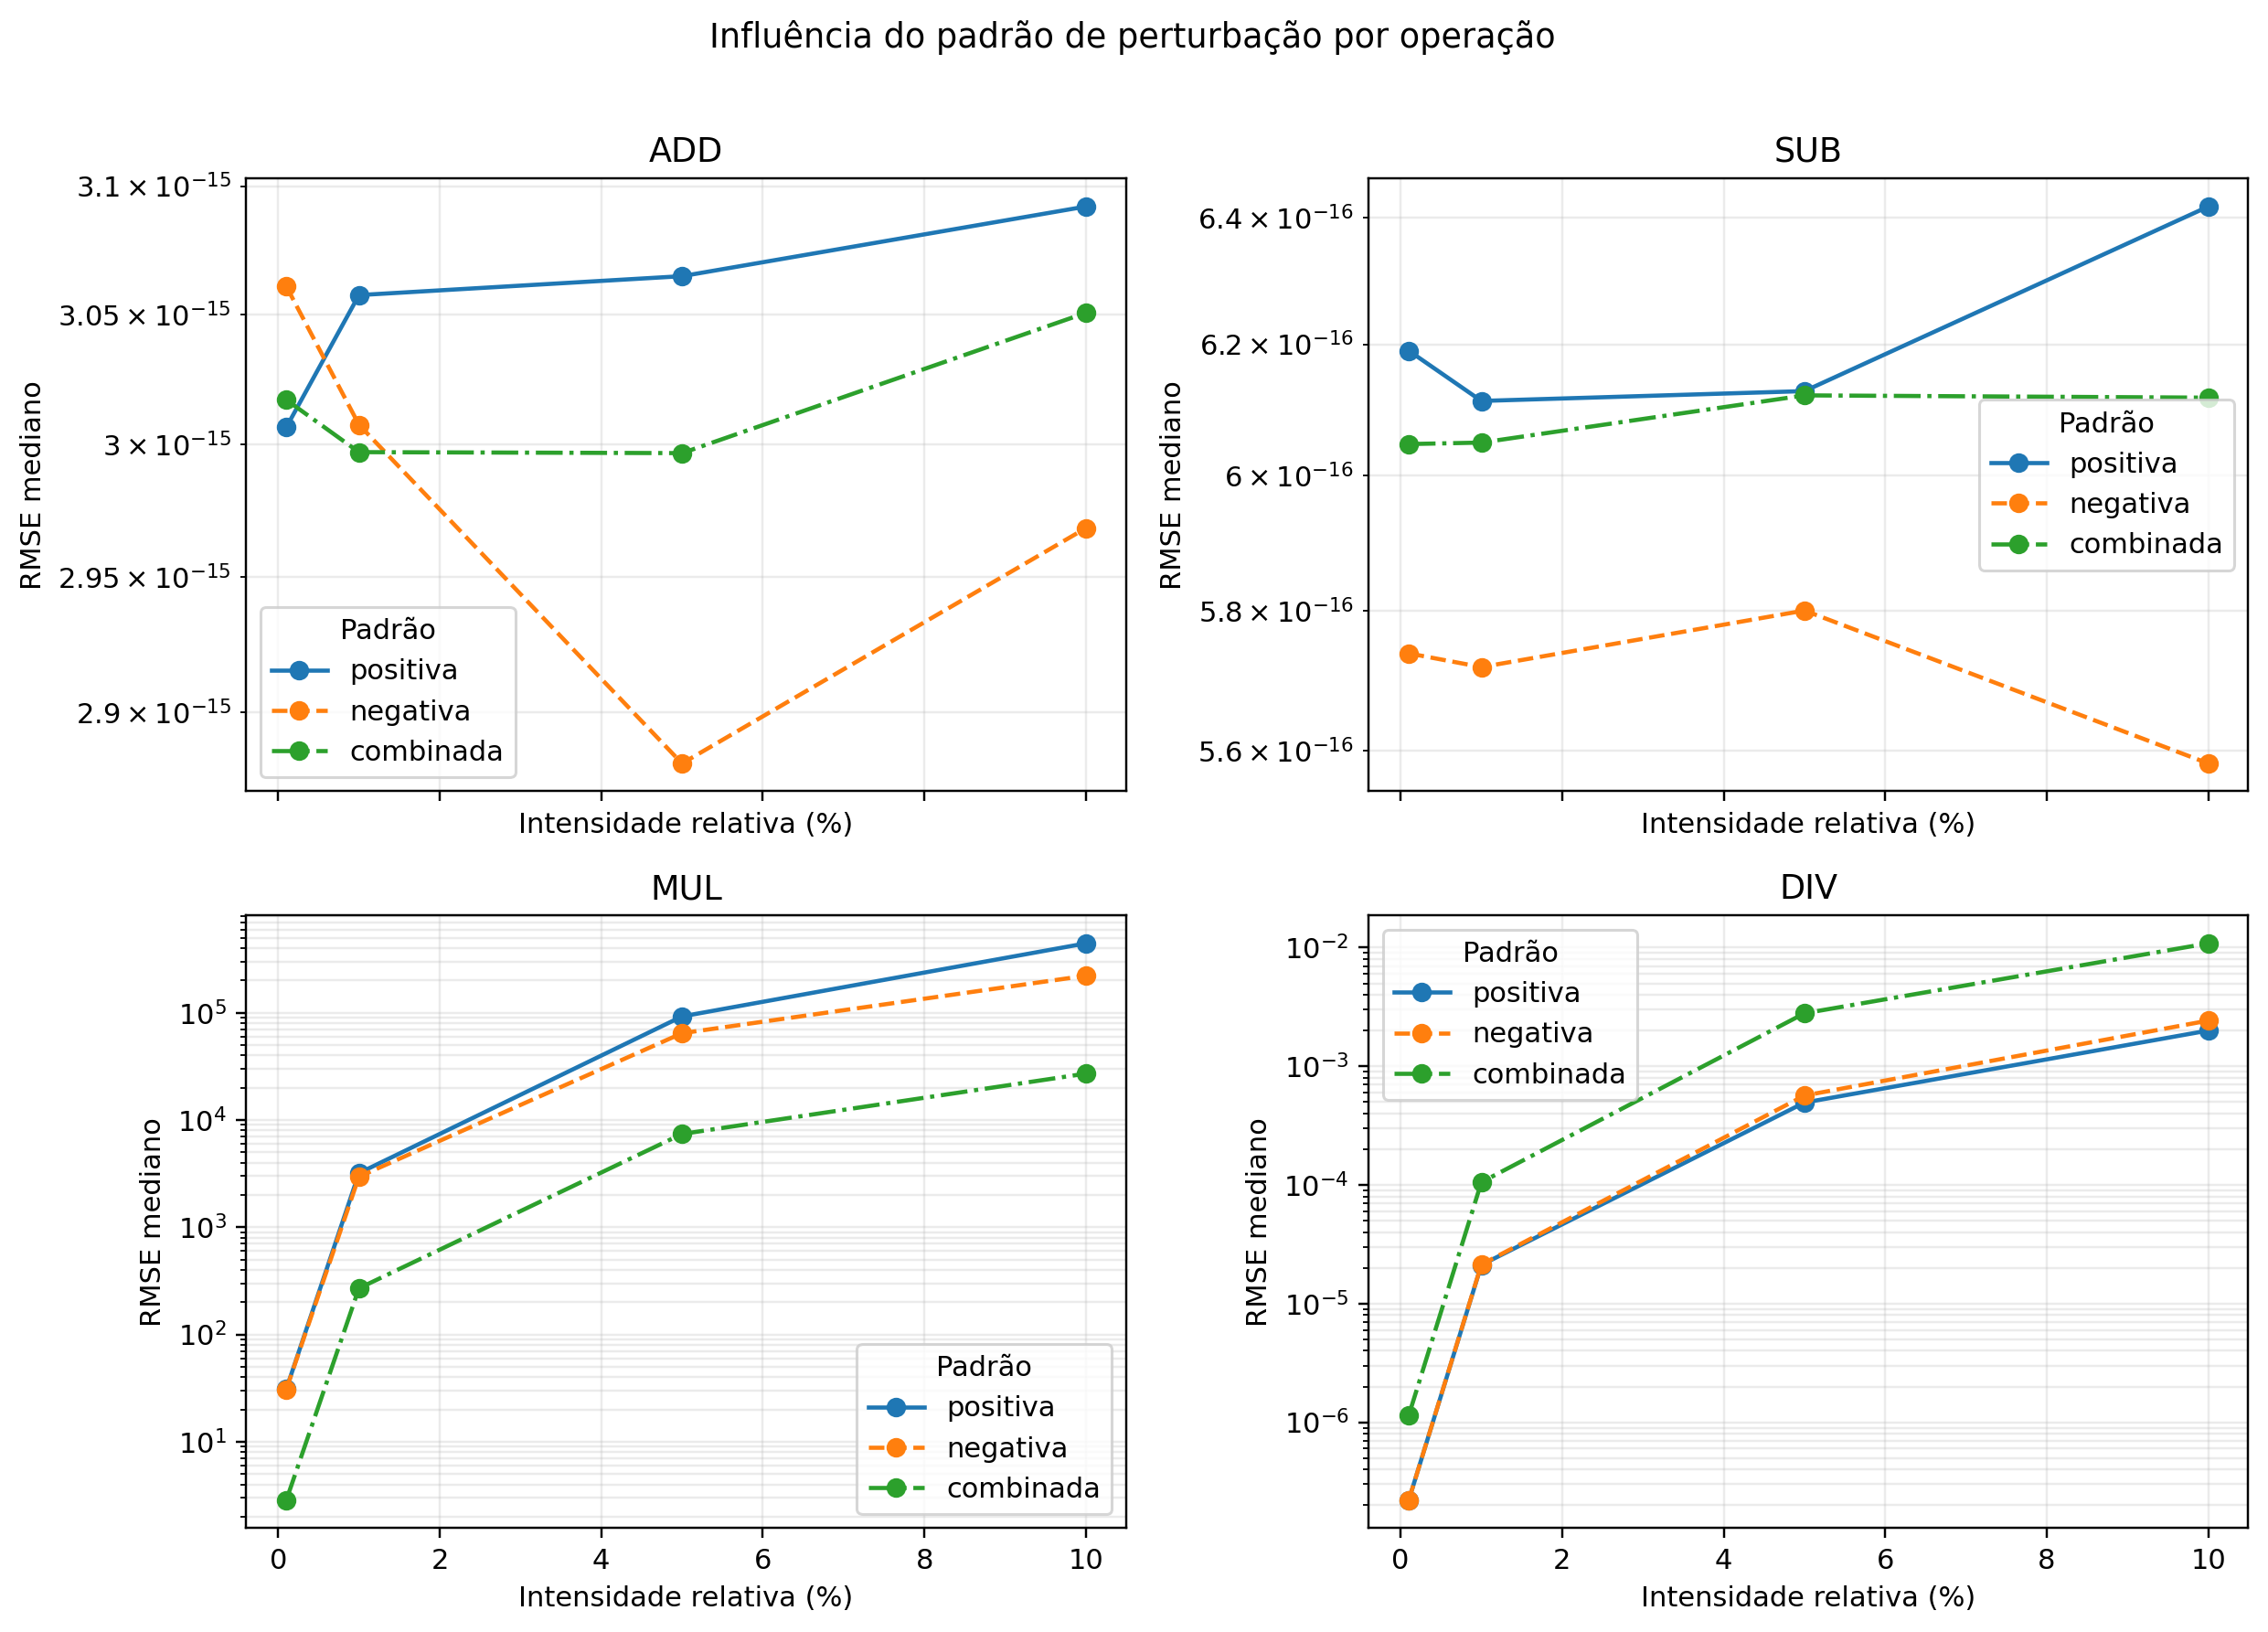 Influência do padrão de perturbação por operação
ADD
3.1 × 10⁻¹⁵
3.05 × 10⁻¹⁵
3 × 10⁻¹⁵
2.95 × 10⁻¹⁵
2.9 × 10⁻¹⁵
RMSE mediano
Padrão
positiva
negativa
combinada
Intensidade relativa (%)
SUB
6.4 × 10⁻¹⁶
6.2 × 10⁻¹⁶
6 × 10⁻¹⁶
5.8 × 10⁻¹⁶
5.6 × 10⁻¹⁶
RMSE mediano
Padrão
positiva
negativa
combinada
Intensidade relativa (%)
MUL
10⁵
10⁴
10³
10²
10¹
RMSE mediano
Padrão
positiva
negativa
combinada
0 2 4 6 8 10
Intensidade relativa (%)
DIV
10⁻²
10⁻³
10⁻⁴
10⁻⁵
10⁻⁶
RMSE mediano
Padrão
positiva
negativa
combinada
0 2 4 6 8 10
Intensidade relativa (%)